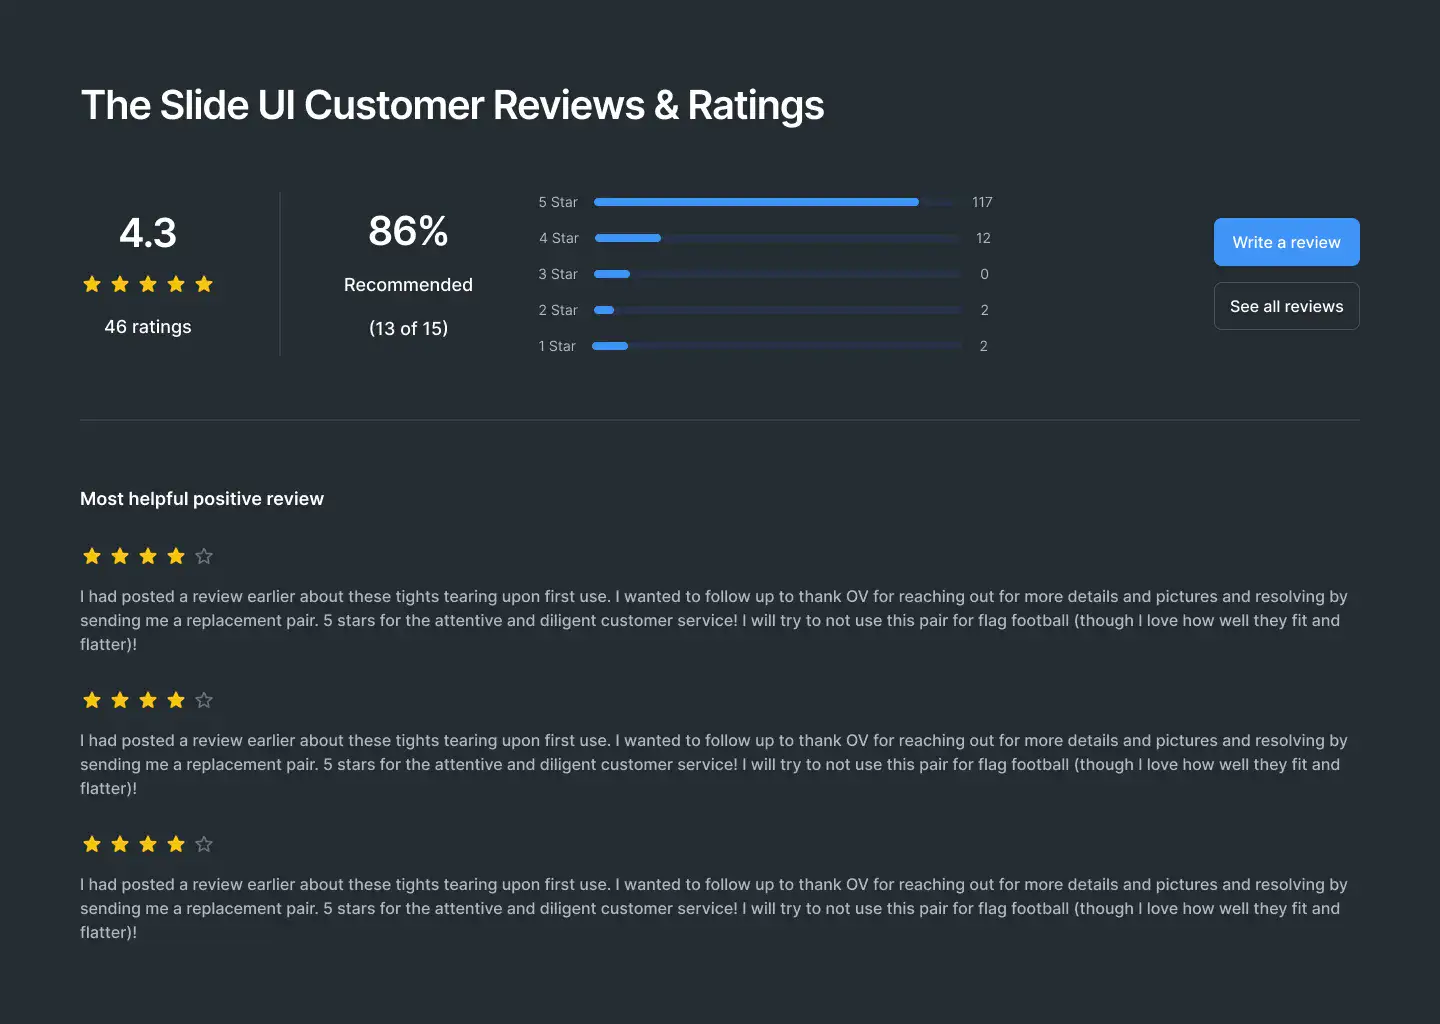 The Slide UI Customer Reviews & Ratings
4.3
46 ratings
86%
Recommended
(13 of 15)
5 Star 117
4 Star 12
3 Star 0
2 Star 2
1 Star 2
Write a review
See all reviews
Most helpful positive review
I had posted a review earlier about these tights tearing upon first use. I wanted to follow up to thank OV for reaching out for more details and pictures and resolving by
sending me a replacement pair. 5 stars for the attentive and diligent customer service! I will try to not use this pair for flag football (though I love how well they fit and
flatter)!
I had posted a review earlier about these tights tearing upon first use. I wanted to follow up to thank OV for reaching out for more details and pictures and resolving by
sending me a replacement pair. 5 stars for the attentive and diligent customer service! I will try to not use this pair for flag football (though I love how well they fit and
flatter)!
I had posted a review earlier about these tights tearing upon first use. I wanted to follow up to thank OV for reaching out for more details and pictures and resolving by
sending me a replacement pair. 5 stars for the attentive and diligent customer service! I will try to not use this pair for flag football (though I love how well they fit and
flatter)!